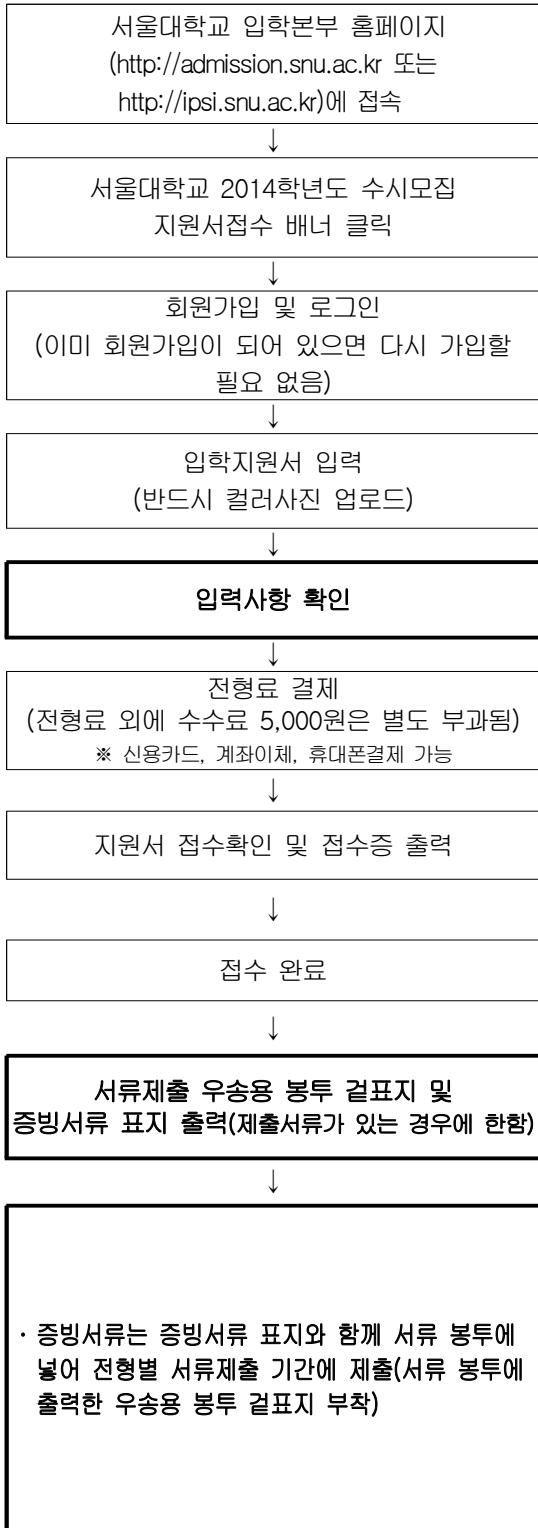 서울대학교 입학본부 홈페이지
(http://admission.snu.ac.kr 또는
http://ipsi.snu.ac.kr)에 접속
↓
서울대학교 2014학년도 수시모집
지원서접수 배너 클릭
↓
회원가입 및 로그인
(이미 회원가입이 되어 있으면 다시 가입할
필요 없음)
↓
입학지원서 입력
(반드시 컬러사진 업로드)
↓
입력사항 확인
↓
전형료 결제
(전형료 외에 수수료 5,000원은 별도 부과됨)
※ 신용카드, 계좌이체, 휴대폰결제 가능
↓
지원서 접수확인 및 접수증 출력
↓
접수 완료
↓
서류제출 우송용 봉투 겉표지 및
증빙서류 표지 출력(제출서류가 있는 경우에 한함)
↓
· 증빙서류는 증빙서류 표지와 함께 서류 봉투에
넣어 전형별 서류제출 기간에 제출(서류 봉투에
출력한 우송용 봉투 겉표지 부착)